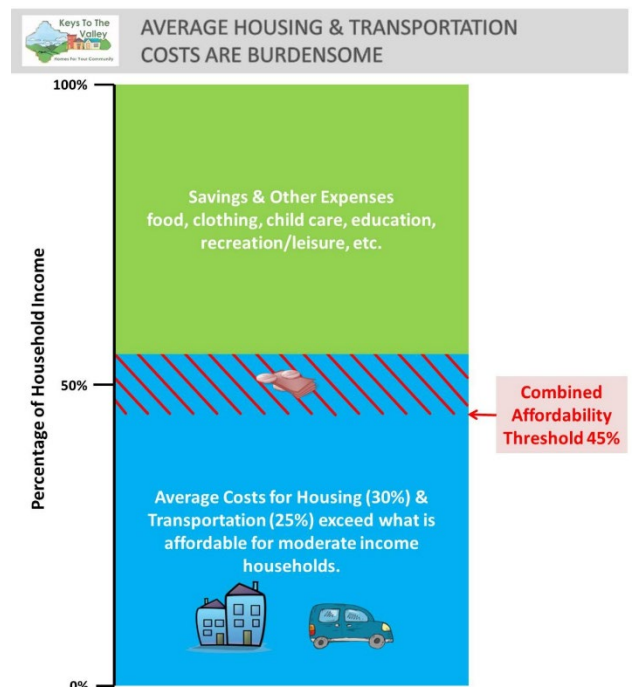 Keys To The
Valley
Homes For Your Community
AVERAGE HOUSING & TRANSPORTATION
COSTS ARE BURDENSOME
100%
Savings & Other Expenses
food, clothing, child care, education,
recreation/leisure, etc.
Percentage of Household Income
50%
Combined
Affordability
Threshold 45%
Average Costs for Housing (30%) &
Transportation (25%) exceed what is
affordable for moderate income
households.
0%